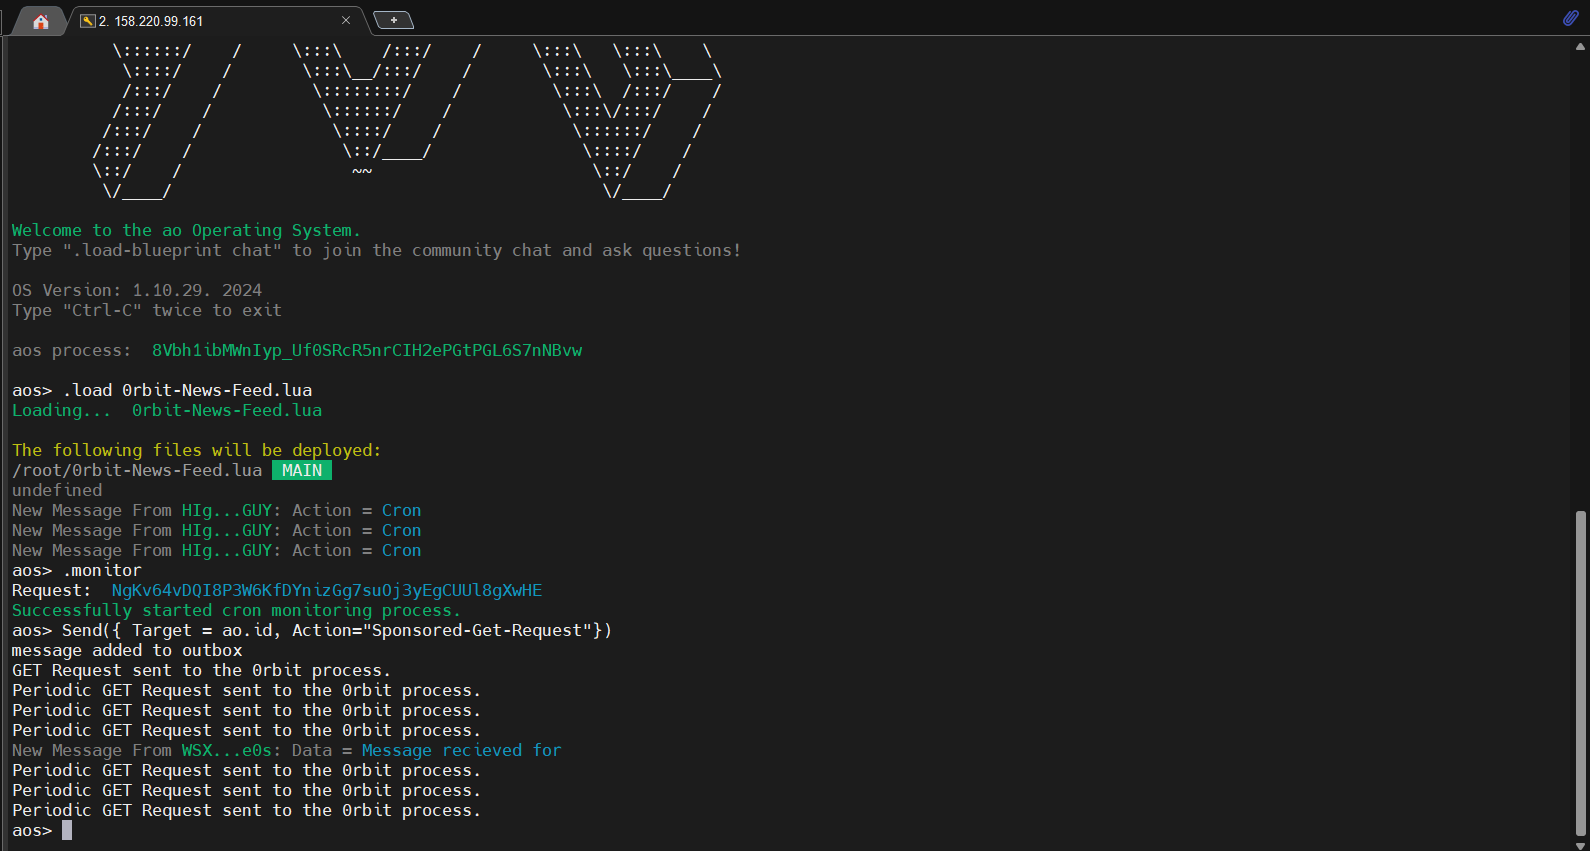 2. 158.220.99.161
\::::::/    /     \:::\    /:::/    /     \:::\   \:::\    \
\::::/    /       \:::\__/:::/    /       \:::\   \:::\____\
/:::/    /         \::::::::/    /         \:::\  /:::/    /
/:::/    /           \::::::/    /           \:::\/:::/    /
/:::/    /             \::::/    /             \::::::/    /
/:::/    /               \::/____/               \::::/    /
\::/    /                 ~~                      \::/    /
\/____/                                           \/____/
Welcome to the ao Operating System.
Type ".load-blueprint chat" to join the community chat and ask questions!
OS Version: 1.10.29. 2024
Type "Ctrl-C" twice to exit
aos process:  8Vbh1ibMWnIyp_Uf0SRcR5nrCIH2ePGtPGL6S7nNBvw
aos> .load 0rbit-News-Feed.lua
Loading...  0rbit-News-Feed.lua
The following files will be deployed:
/root/0rbit-News-Feed.lua MAIN
undefined
New Message From HIg...GUY: Action = Cron
New Message From HIg...GUY: Action = Cron
New Message From HIg...GUY: Action = Cron
aos> .monitor
Request:  NgKv64vDQI8P3W6KfDYnizGg7suOj3yEgCUUl8gXwHE
Successfully started cron monitoring process.
aos> Send({ Target = ao.id, Action="Sponsored-Get-Request"})
message added to outbox
GET Request sent to the 0rbit process.
Periodic GET Request sent to the 0rbit process.
Periodic GET Request sent to the 0rbit process.
Periodic GET Request sent to the 0rbit process.
New Message From WSX...e0s: Data = Message recieved for
Periodic GET Request sent to the 0rbit process.
Periodic GET Request sent to the 0rbit process.
Periodic GET Request sent to the 0rbit process.
aos>